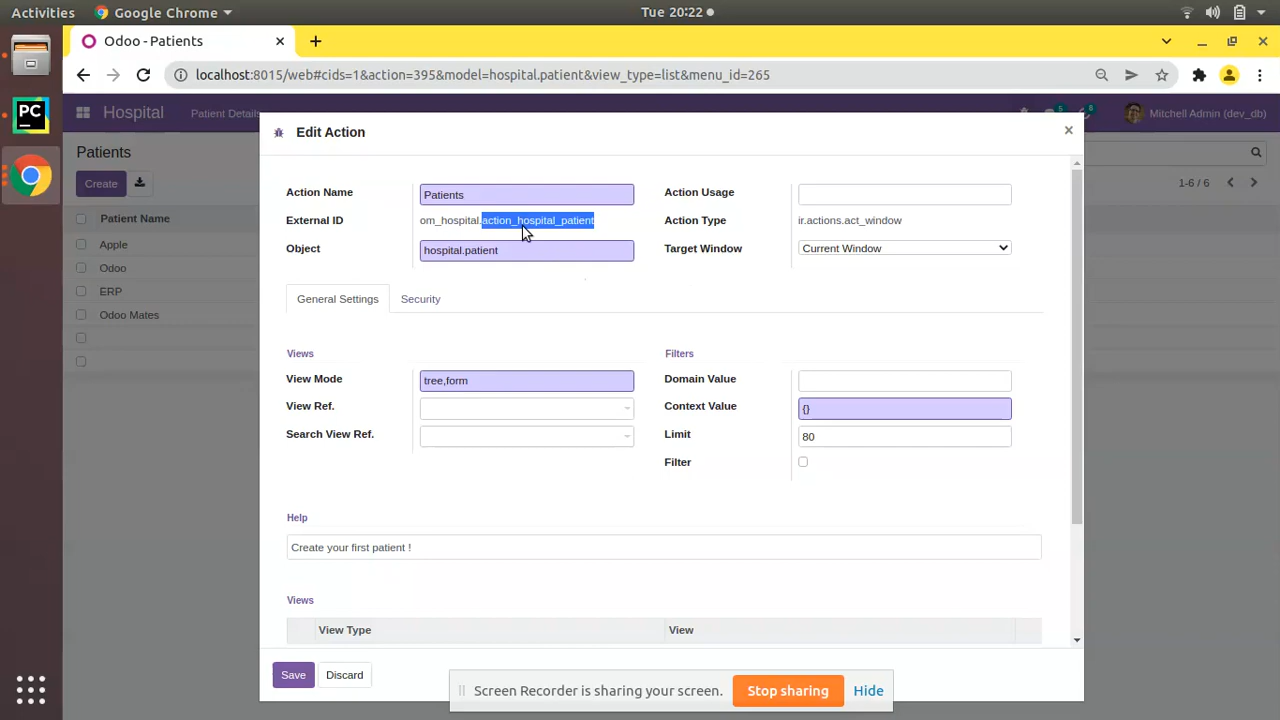 Activities Google Chrome Tue 20:22
Odoo - Patients
localhost:8015/web#cids=1&action=395&model=hospital.patient&view_type=list&menu_id=265
Hospital Patient Details 5 8 Mitchell Admin (dev_db)
Edit Action
Patients
Create
1-6 / 6
Patient Name
Apple
Odoo
ERP
Odoo Mates
Action Name Patients Action Usage
External ID om_hospital.action_hospital_patient Action Type ir.actions.act_window
Object hospital.patient Target Window Current Window
General Settings Security
Views Filters
View Mode tree,form Domain Value
View Ref. Context Value {}
Search View Ref. Limit 80
Filter
Help
Create your first patient !
Views
View Type View
Save Discard
Screen Recorder is sharing your screen. Stop sharing Hide
PC